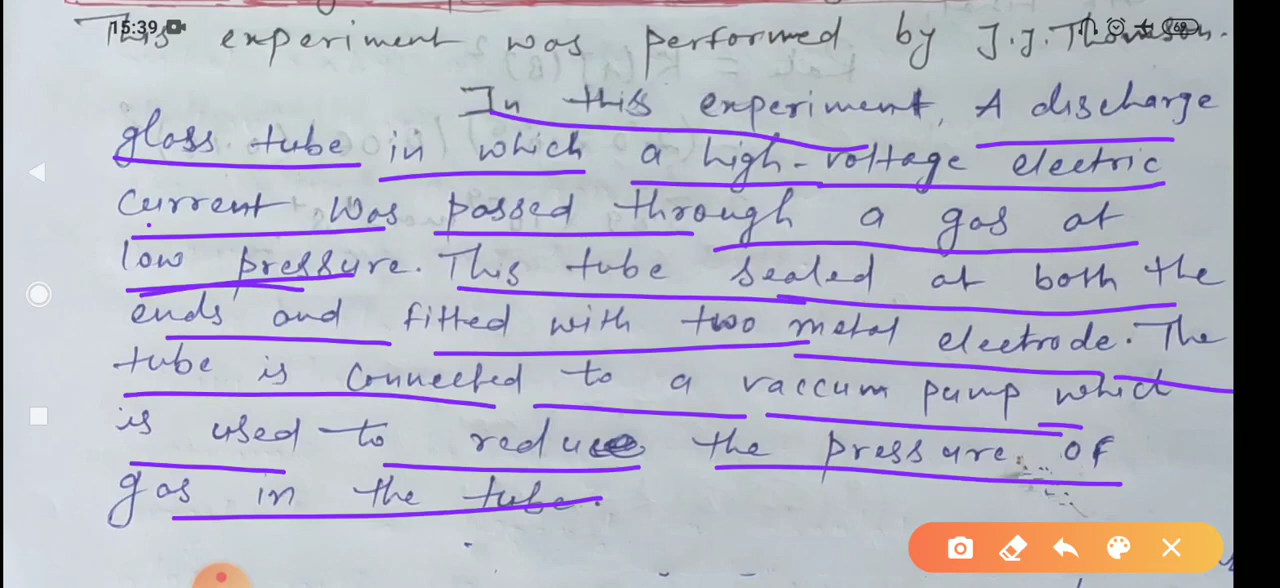 15:39
This experiment was performed by J.J. Thomson.
In this experiment, A discharge
glass tube in which a high-voltage electric
current was passed through a gas at
low pressure. This tube sealed at both the
ends and fitted with two metal electrode. The
tube is connected to a vaccum pump which
is used to reduce the pressure of
gas in the tube.